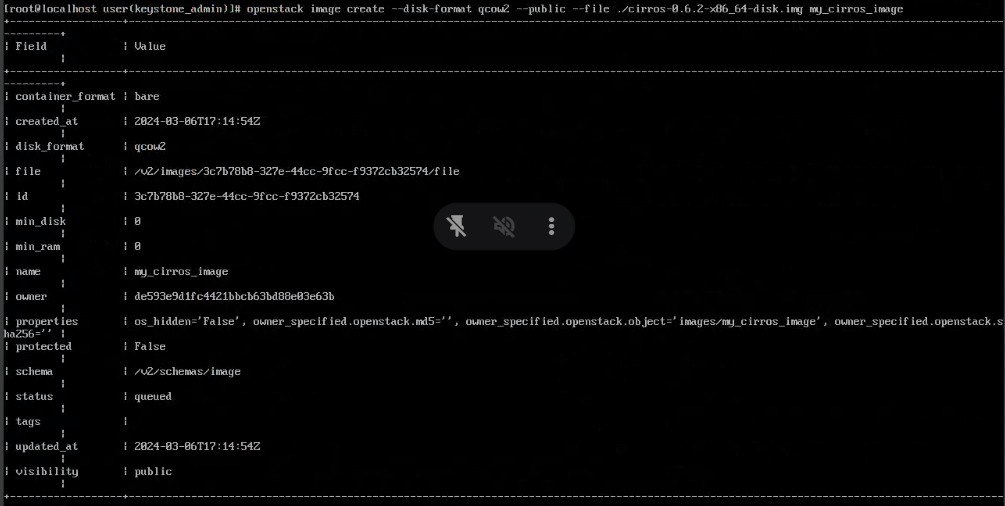 [root@localhost user(keystone_admin)]# openstack image create --disk-format qcow2 --public --file ./cirros-0.6.2-x86_64-disk.img my_cirros_image
| Field | Value |
| container_format | bare |
| created_at | 2024-03-06T17:14:54Z |
| disk_format | qcow2 |
| file | /v2/images/3c7b78b8-327e-44cc-9fcc-f9372cb32574/file |
| id | 3c7b78b8-327e-44cc-9fcc-f9372cb32574 |
| min_disk | 0 |
| min_ram | 0 |
| name | my_cirros_image |
| owner | de593e9d1fc4421bbcb63bd88e03e63b |
| properties | os_hidden='False', owner_specified.openstack.md5='', owner_specified.openstack.object='images/my_cirros_image', owner_specified.openstack.s
ha256='' |
| protected | False |
| schema | /v2/schemas/image |
| status | queued |
| tags | |
| updated_at | 2024-03-06T17:14:54Z |
| visibility | public |